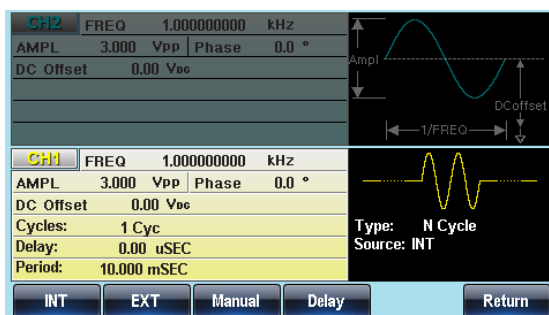 CH2 FREQ 1.000000000 kHz
AMPL 3.000 Vpp Phase 0.0 °
DC Offset 0.00 VDC
Ampl
DCoffset
1/FREQ
CH1 FREQ 1.000000000 kHz
AMPL 3.000 Vpp Phase 0.0 °
DC Offset 0.00 VDC
Cycles: 1 Cyc
Delay: 0.00 uSEC
Period: 10.000 mSEC
Type: N Cycle
Source: INT
INT EXT Manual Delay Return